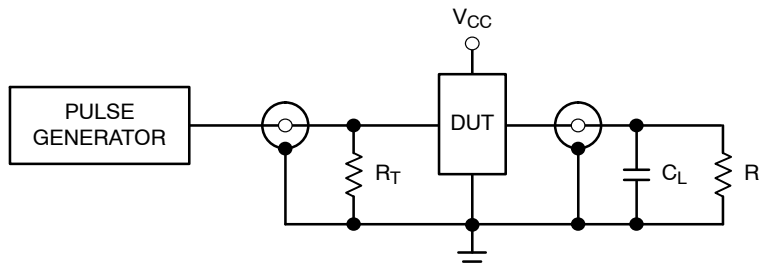 VCC
PULSE
GENERATOR
DUT
RT
CL
R